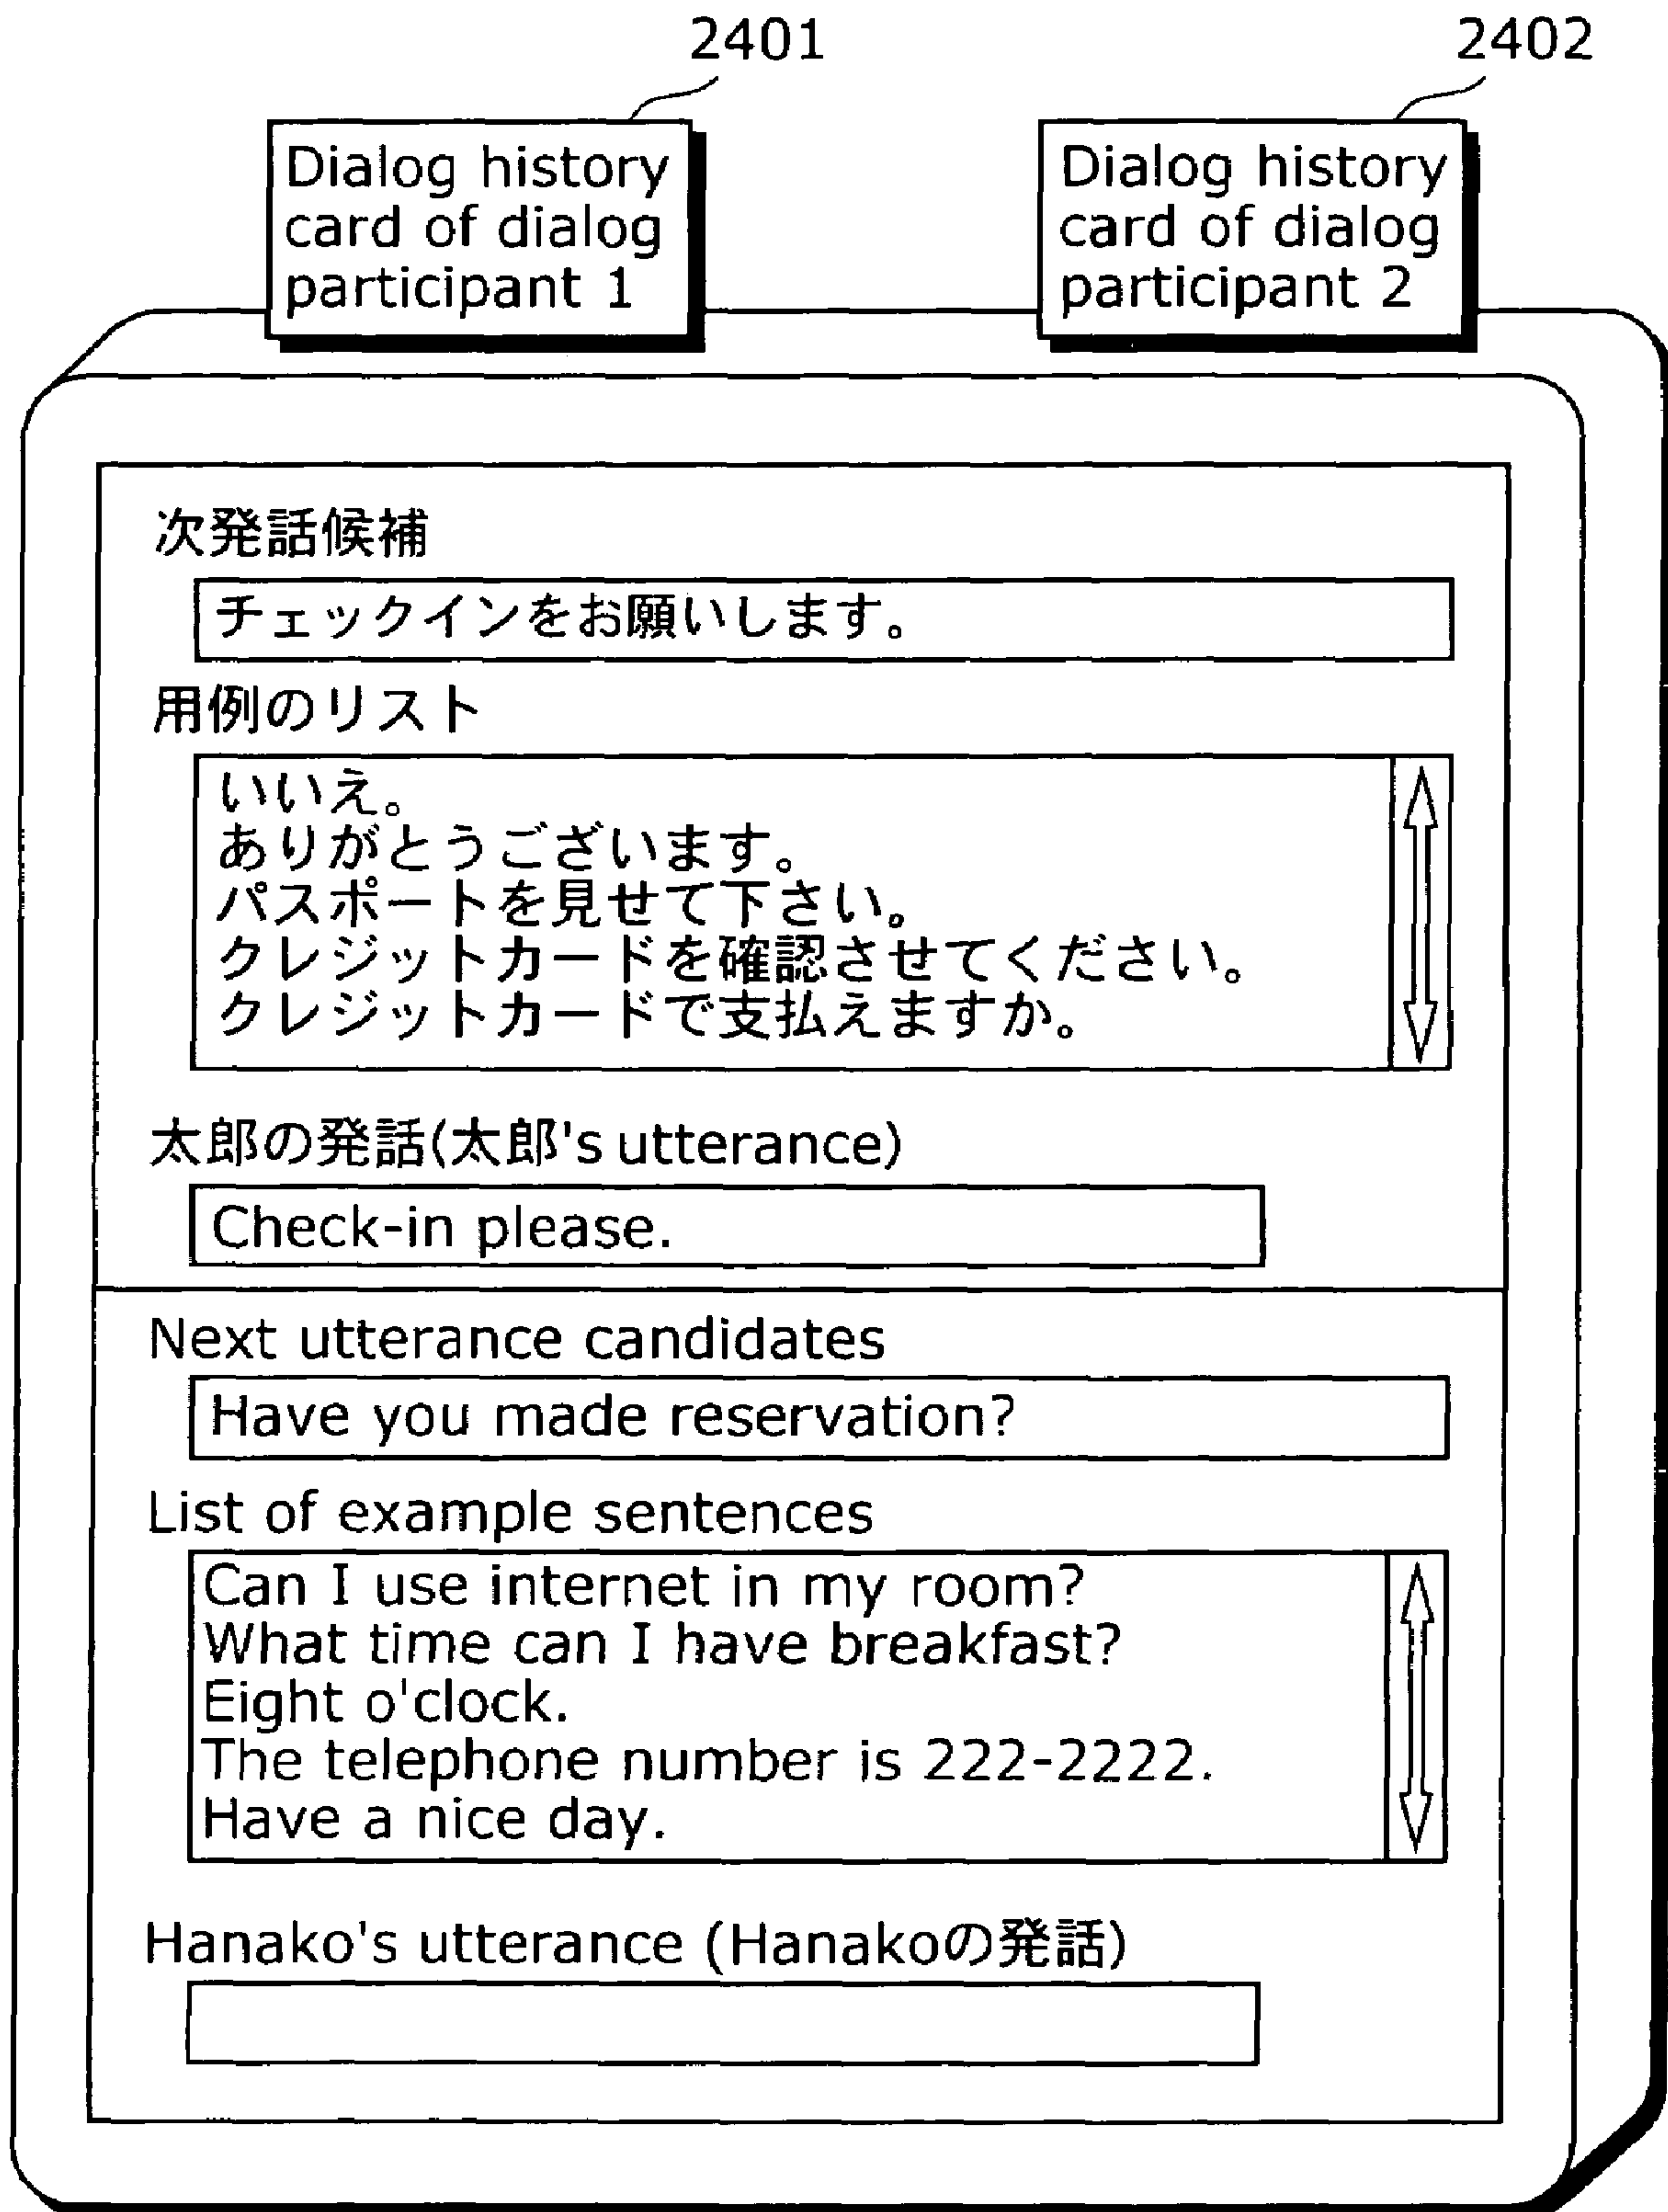 2401
2402
Dialog history
card of dialog
participant 1
Dialog history
card of dialog
participant 2
次発話候補
チェックインをお願いします。
用例のリスト
いいえ。
ありがとうございます。
パスポートを見せて下さい。
クレジットカードを確認させてください。
クレジットカードで支払えますか。
太郎の発話(太郎's utterance)
Check-in please.
Next utterance candidates
Have you made reservation?
List of example sentences
Can I use internet in my room?
What time can I have breakfast?
Eight o'clock.
The telephone number is 222-2222.
Have a nice day.
Hanako's utterance (Hanakoの発話)